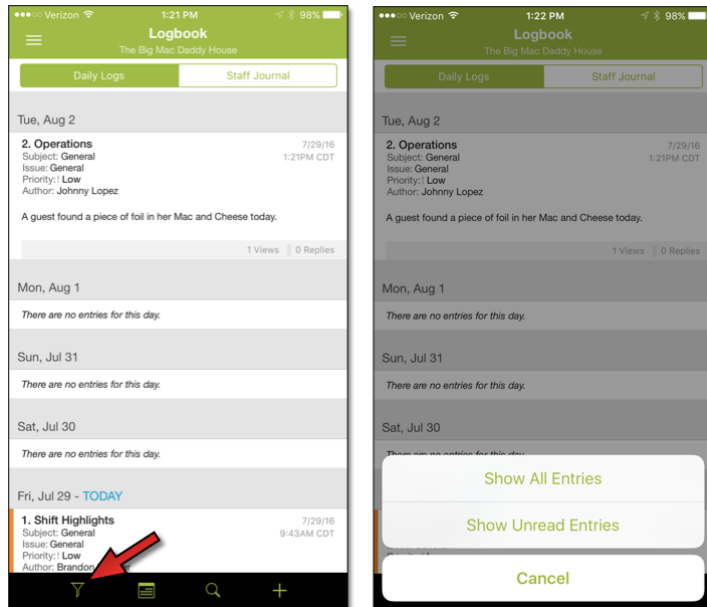 Verizon 1:21 PM 98%
Logbook
The Big Mac Daddy House
Daily Logs Staff Journal
Tue, Aug 2
2. Operations 7/29/16
Subject: General 1:21PM CDT
Issue: General
Priority: ! Low
Author: Johnny Lopez
A guest found a piece of foil in her Mac and Cheese today.
1 Views 0 Replies
Mon, Aug 1
There are no entries for this day.
Sun, Jul 31
There are no entries for this day.
Sat, Jul 30
There are no entries for this day.
Fri, Jul 29 - TODAY
1. Shift Highlights 7/29/16
Subject: General 9:43AM CDT
Issue: General
Priority: ! Low
Author: Brandon
Verizon 1:22 PM 98%
Logbook
The Big Mac Daddy House
Daily Logs Staff Journal
Tue, Aug 2
2. Operations 7/29/16
Subject: General 1:21PM CDT
Issue: General
Priority: ! Low
Author: Johnny Lopez
A guest found a piece of foil in her Mac and Cheese today.
1 Views 0 Replies
Mon, Aug 1
There are no entries for this day.
Sun, Jul 31
There are no entries for this day.
Sat, Jul 30
There are no entries for this day.
Show All Entries
Show Unread Entries
Cancel